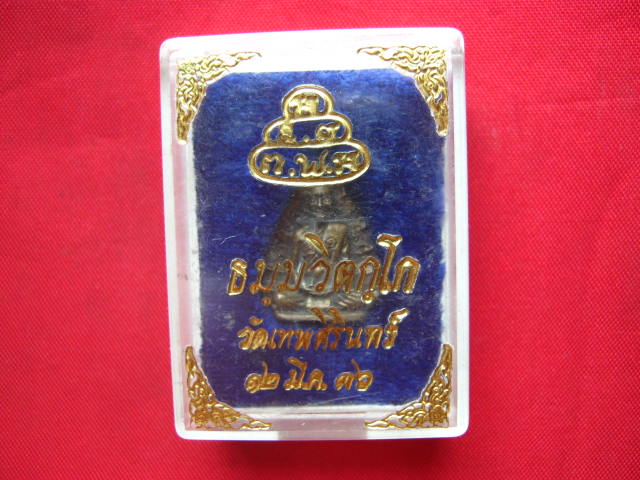 ธมฺมวิตกฺโก
วัดเทพศิรินทร์
๑๒ มี.ค. ๓๖